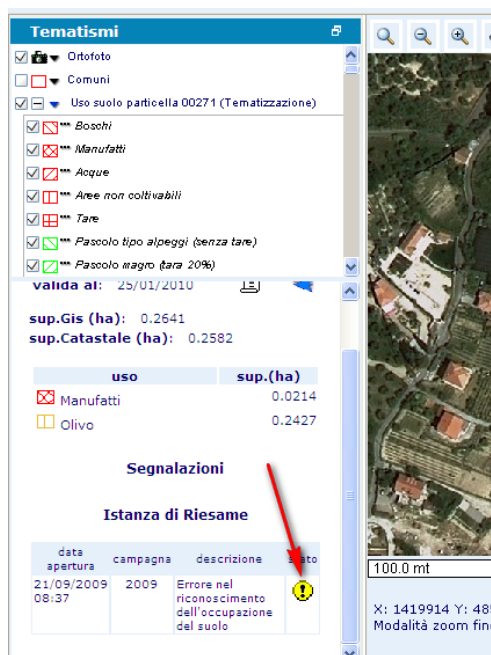 Tematismi
Ortofoto
Comuni
Uso suolo particella 00271 (Tematizzazione)
*** Boschi
*** Manufatti
*** Acque
*** Aree non coltivabili
*** Tare
*** Pascolo tipo alpeggi (senza tare)
*** Pascolo magro (tara 20%)
valida al: 25/01/2010
sup.Gis (ha): 0.2641
sup.Catastale (ha): 0.2582
uso sup.(ha)
Manufatti 0.0214
Olivo 0.2427
Segnalazioni
Istanza di Riesame
data apertura campagna descrizione
21/09/2009 2009 Errore nel
08:37 riconoscimento
dell'occupazione
del suolo
100.0 mt
X: 1419914 Y: 48
Modalità zoom fine